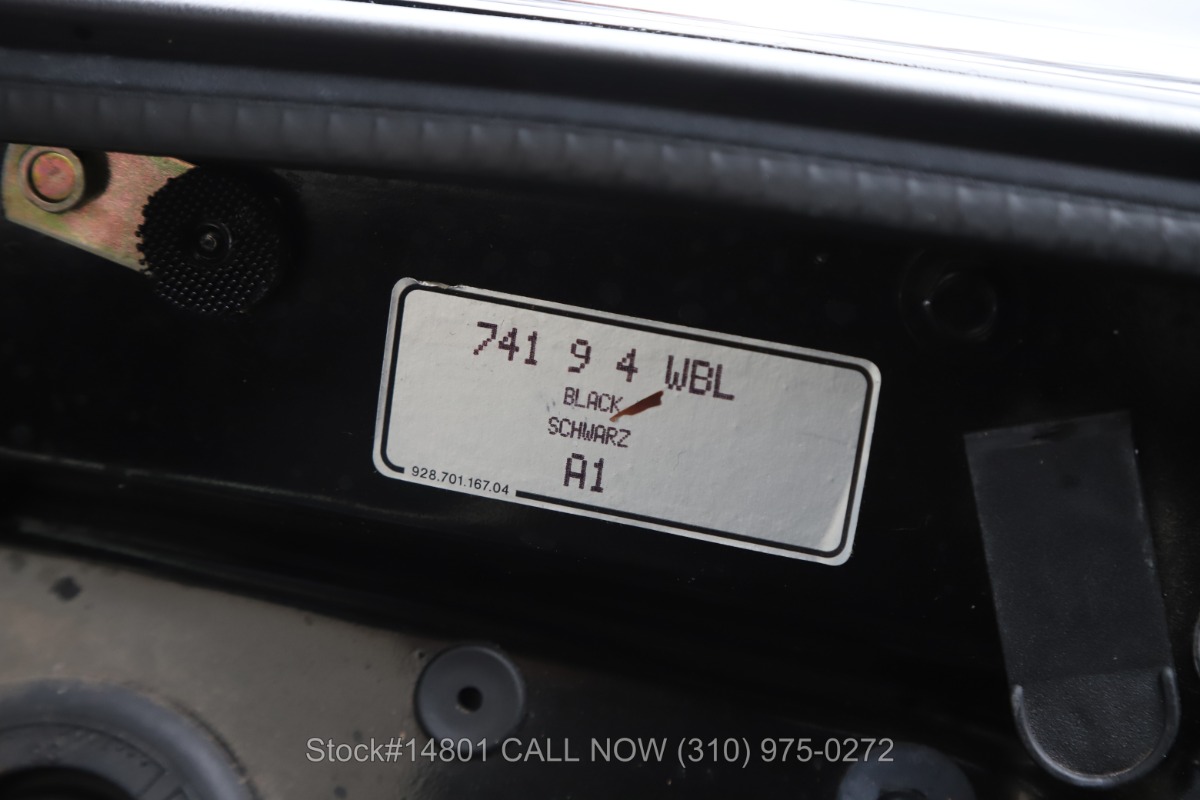 741 9 4 WBL
BLACK
SCHWARZ
A1
928.701.167.04
Stock#14801 CALL NOW (310) 975-0272